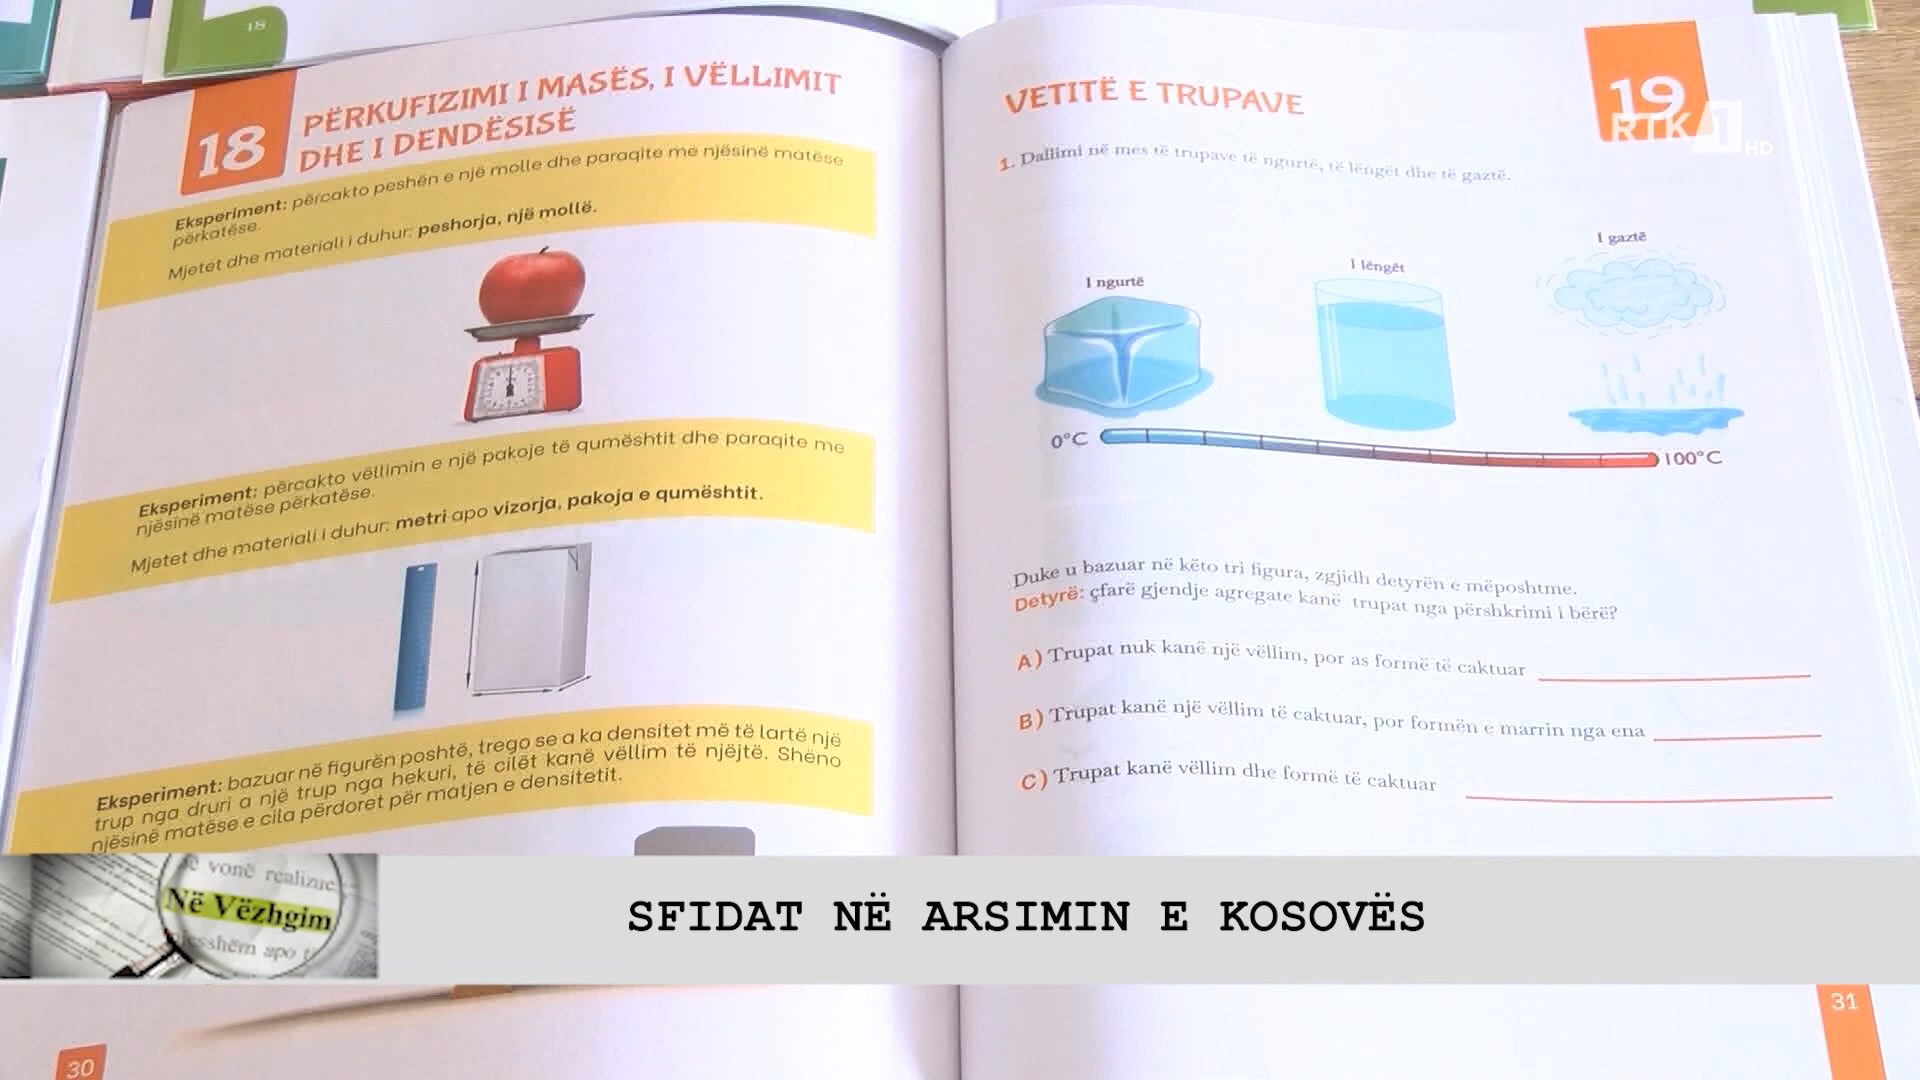 18
18
PËRKUFIZIMI I MASËS, I VËLLIMIT
DHE I DENDËSISË
Eksperiment: përcakto peshën e një molle dhe paraqite me njësinë matëse
përkatëse.
Mjetet dhe materiali i duhur: peshorja, një mollë.
Eksperiment: përcakto vëllimin e një pakoje të qumështit dhe paraqite me
njësinë matëse përkatëse.
Mjetet dhe materiali i duhur: metri apo vizorja, pakoja e qumështit.
Eksperiment: bazuar në figurën poshtë, trego se a ka densitet më të lartë një
trup nga druri a një trup nga hekuri, të cilët kanë vëllim të njëjtë. Shëno
njësinë matëse e cila përdoret për matjen e densitetit.
30
VETITË E TRUPAVE
19
RTK 1 HD
1. Dallimi në mes të trupave të ngurtë, të lëngët dhe të gaztë.
I ngurtë
I lëngët
I gaztë
0°C
100°C
Duke u bazuar në këto tri figura, zgjidh detyrën e mëposhtme.
Detyrë: çfarë gjendje agregate kanë trupat nga përshkrimi i bërë?
A) Trupat nuk kanë një vëllim, por as formë të caktuar
B) Trupat kanë një vëllim të caktuar, por formën e marrin nga ena
C) Trupat kanë vëllim dhe formë të caktuar
vonë realizue
Në Vëzhgim
apo
SFIDAT NË ARSIMIN E KOSOVËS
31